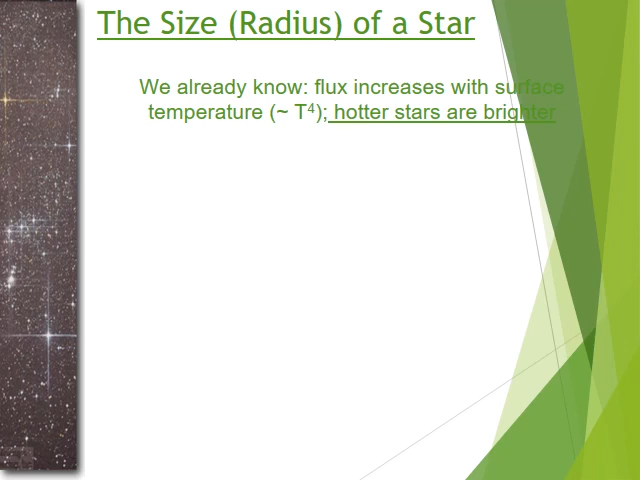 The Size (Radius) of a Star
We already know: flux increases with surface
temperature (~ T⁴); hotter stars are brighter